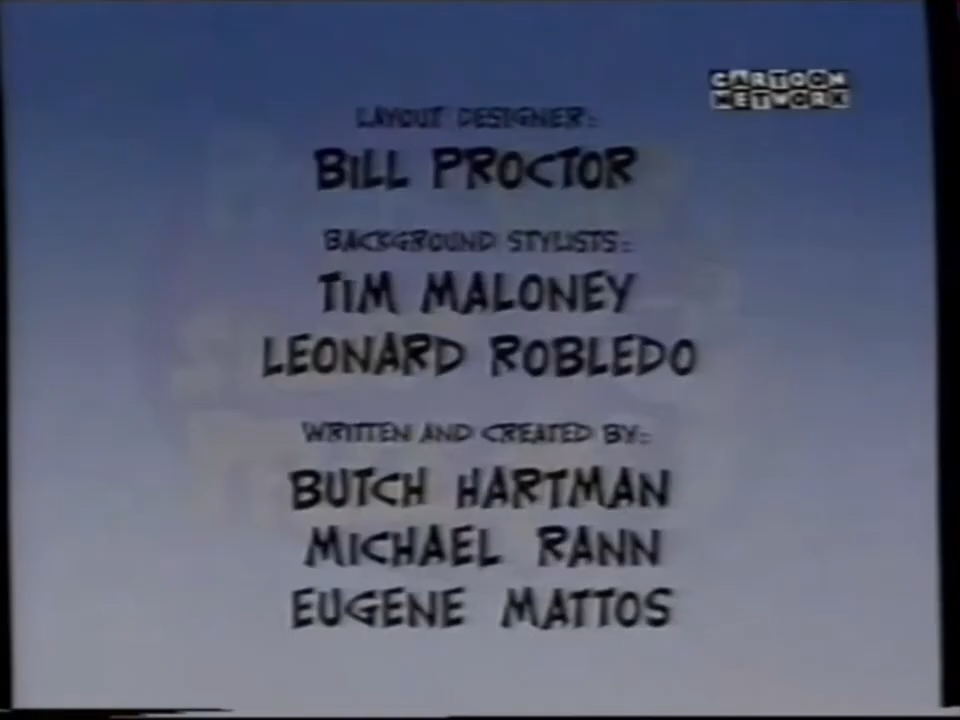 CARTOON
NETWORK
LAYOUT DESIGNER:
BILL PROCTOR
BACKGROUND STYLISTS:
TIM MALONEY
LEONARD ROBLEDO
WRITTEN AND CREATED BY:
BUTCH HARTMAN
MICHAEL RANN
EUGENE MATTOS